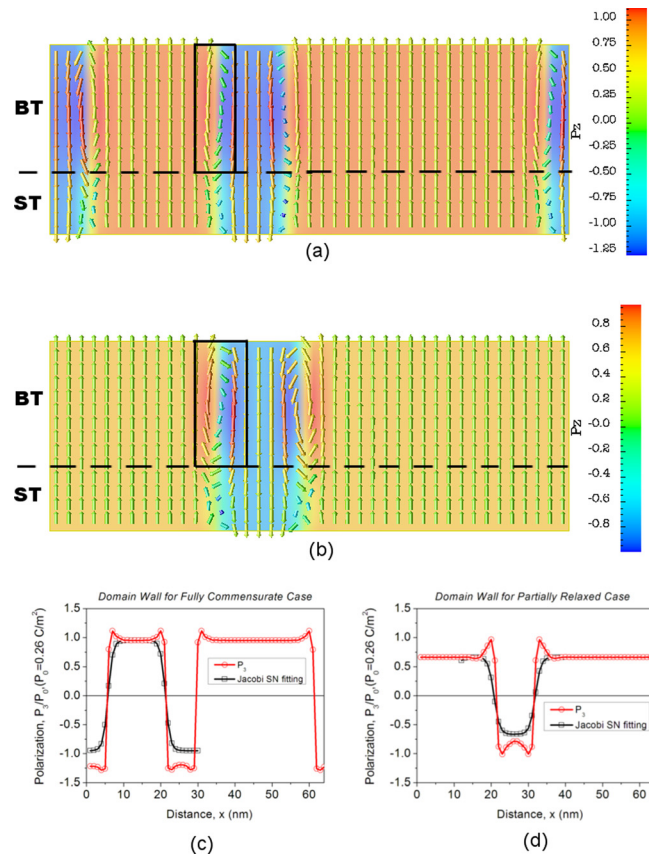 1.00
0.75
0.50
0.25
0.00
-0.25
-0.50
-0.75
-1.00
-1.25
Pz
BT
ST
(a)
0.8
0.6
0.4
0.2
-0.0
-0.2
-0.4
-0.6
-0.8
Pz
BT
ST
(b)
Domain Wall for Fully Commensurate Case
Polarization, P3/P0,(P0=0.26 C/m2)
1.5
1.0
0.5
0.0
-0.5
-1.0
-1.5
P3
Jacobi SN fitting
0 10 20 30 40 50 60
Distance, x (nm)
(c)
Domain Wall for Partially Relaxed Case
Polarization, P3/P0,(P0=0.26 C/m2)
1.5
1.0
0.5
0.0
-0.5
-1.0
-1.5
P3
Jacobi SN fitting
0 10 20 30 40 50 60
Distance, x (nm)
(d)